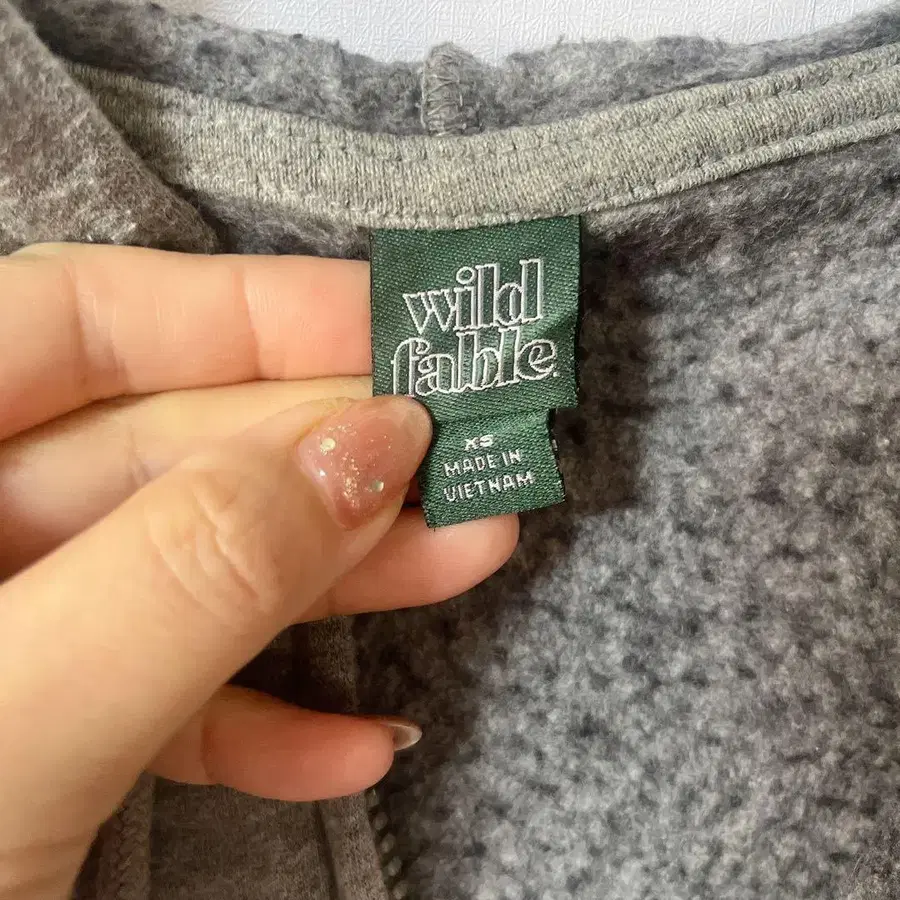 wild
fable.
XS
MADE IN
VIETNAM